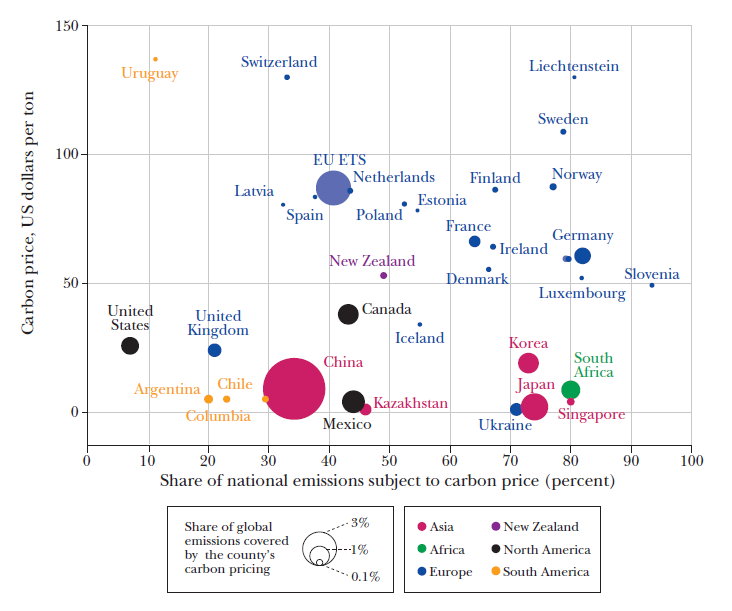 150
Uruguay
Switzerland
Liechtenstein
Sweden
100
EU ETS
Netherlands
Latvia
Spain
Poland
Estonia
Finland
Norway
France
Ireland
Germany
New Zealand
Denmark
Luxembourg
Slovenia
50
United
States
United
Kingdom
Canada
Iceland
China
Korea
South
Africa
Japan
Argentina
Chile
Columbia
Kazakhstan
Singapore
Mexico
Ukraine
0
Carbon price, US dollars per ton
0 10 20 30 40 50 60 70 80 90 100
Share of national emissions subject to carbon price (percent)
Share of global
emissions covered
by the county's
carbon pricing
3%
1%
0.1%
Asia
New Zealand
Africa
North America
Europe
South America